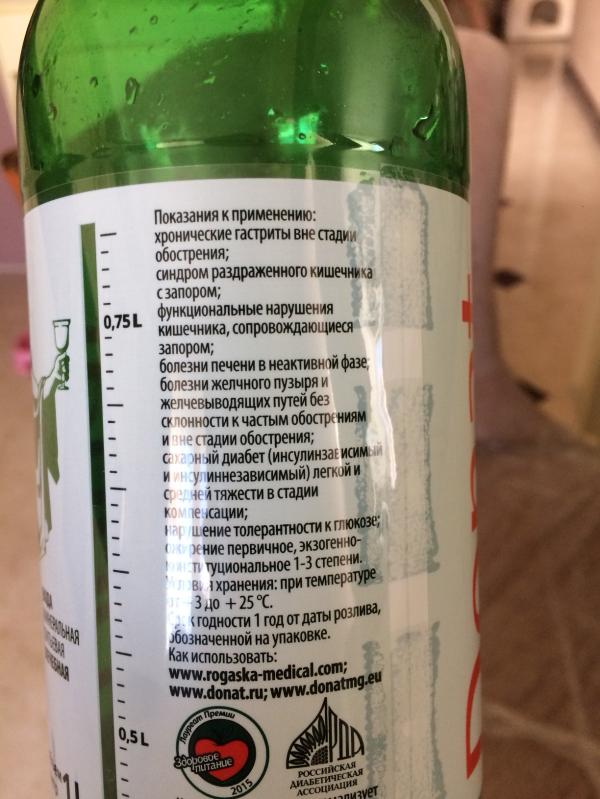 Показания к применению:
хронические гастриты вне стадии
обострения;
синдром раздраженного кишечника
с запором;
функциональные нарушения
кишечника, сопровождающиеся
запором;
болезни печени в неактивной фазе;
болезни желчного пузыря и
желчевыводящих путей без
склонности к частым обострениям
и вне стадии обострения;
сахарный диабет (инсулинзависимый
и инсулиннезависимый) легкой и
средней тяжести в стадии
компенсации;
нарушение толерантности к глюкозе;
ожирение первичное, экзогенно-
конституциональное 1-3 степени.
Условия хранения: при температуре
от + 3 до + 25 °C.
Срок годности 1 год от даты розлива,
обозначенной на упаковке.
Как использовать:
www.rogaska-medical.com;
www.donat.ru; www.donatmg.eu
0,75 L
0,5 L
1L
Лауреат Премии
Здоровое
питание
2015
РДА
РОССИЙСКАЯ
ДИАБЕТИЧЕСКАЯ
АССОЦИАЦИЯ